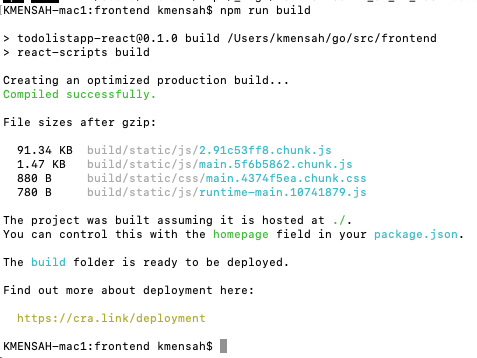 KMENSAH-mac1:frontend kmensah$ npm run build
> todolistapp-react@0.1.0 build /Users/kmensah/go/src/frontend
> react-scripts build
Creating an optimized production build...
Compiled successfully.
File sizes after gzip:
91.34 KB  build/static/js/2.91c53ff8.chunk.js
1.47 KB  build/static/js/main.5f6b5862.chunk.js
880 B  build/static/css/main.4374f5ea.chunk.css
780 B  build/static/js/runtime-main.10741879.js
The project was built assuming it is hosted at ./.
You can control this with the homepage field in your package.json.
The build folder is ready to be deployed.
Find out more about deployment here:
https://cra.link/deployment
KMENSAH-mac1:frontend kmensah$